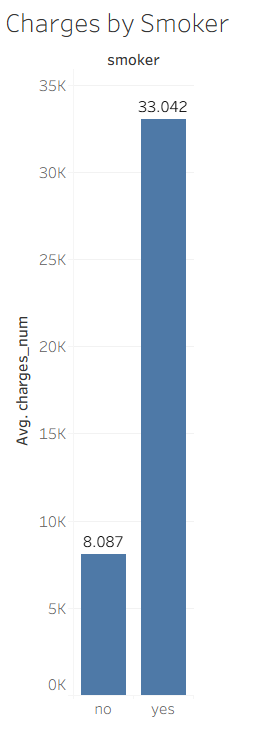 Charges by Smoker
smoker
35K
33.042
30K
25K
20K
Avg. charges_num
15K
10K
8.087
5K
0K
no yes